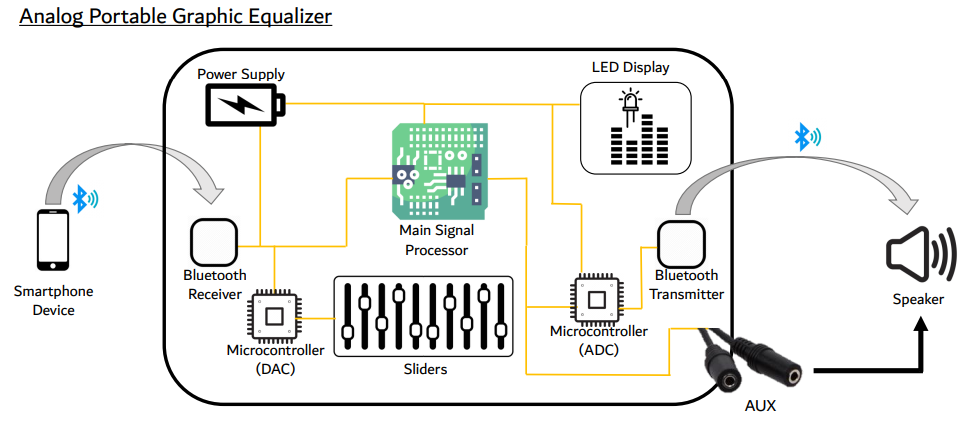 Analog Portable Graphic Equalizer
Power Supply
LED Display
Main Signal
Processor
Smartphone
Device
Bluetooth
Receiver
Bluetooth
Transmitter
Speaker
Microcontroller
(DAC)
Sliders
Microcontroller
(ADC)
AUX